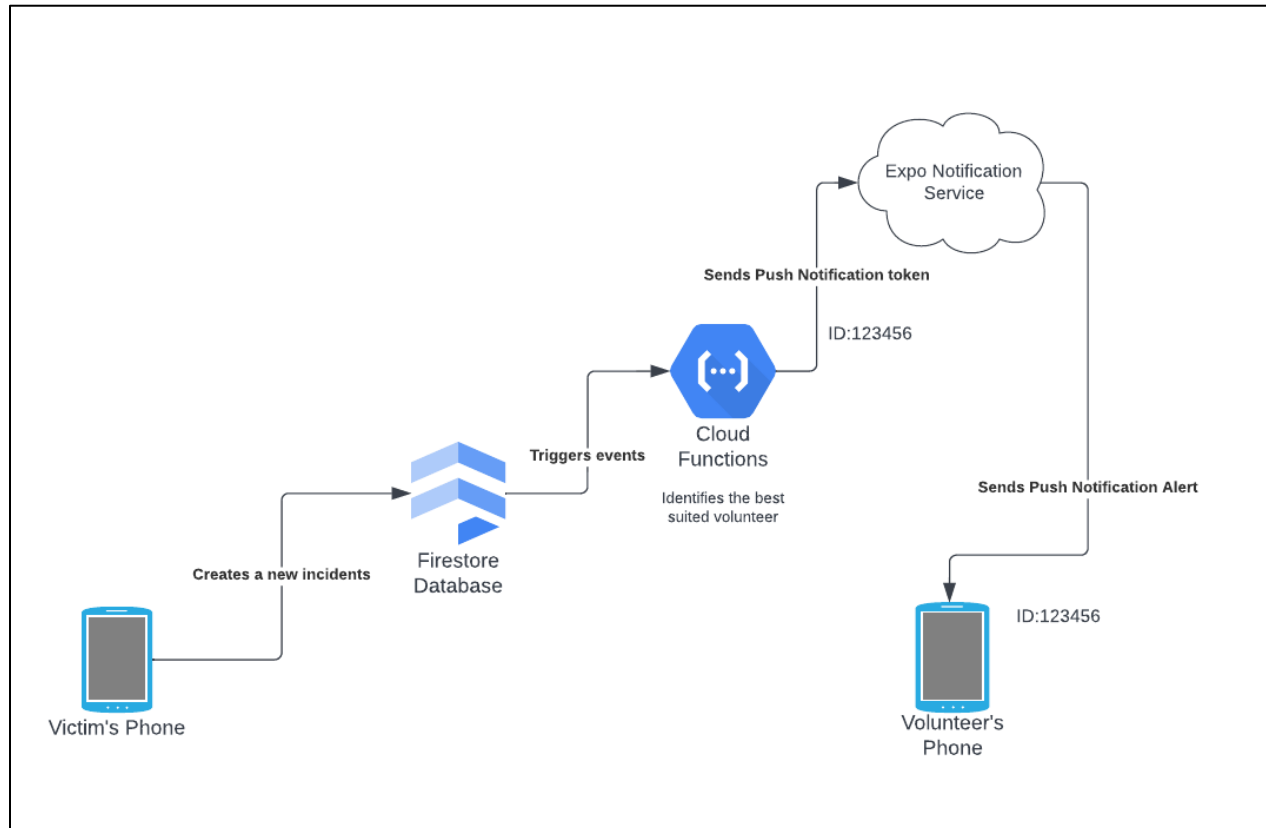 Expo Notification
Service
Sends Push Notification token
ID:123456
Cloud
Functions
Identifies the best
suited volunteer
Triggers events
Sends Push Notification Alert
Firestore
Database
Creates a new incidents
ID:123456
Victim's Phone
Volunteer's
Phone